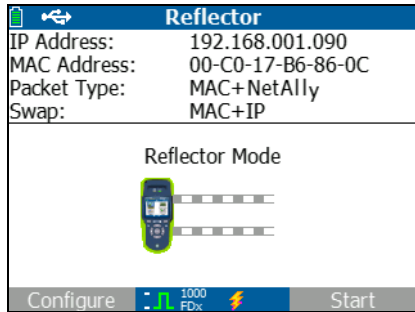 Reflector
IP Address: 192.168.001.090
MAC Address: 00-C0-17-B6-86-0C
Packet Type: MAC+NetAlly
Swap: MAC+IP
Reflector Mode
Configure 1000 FDx Start